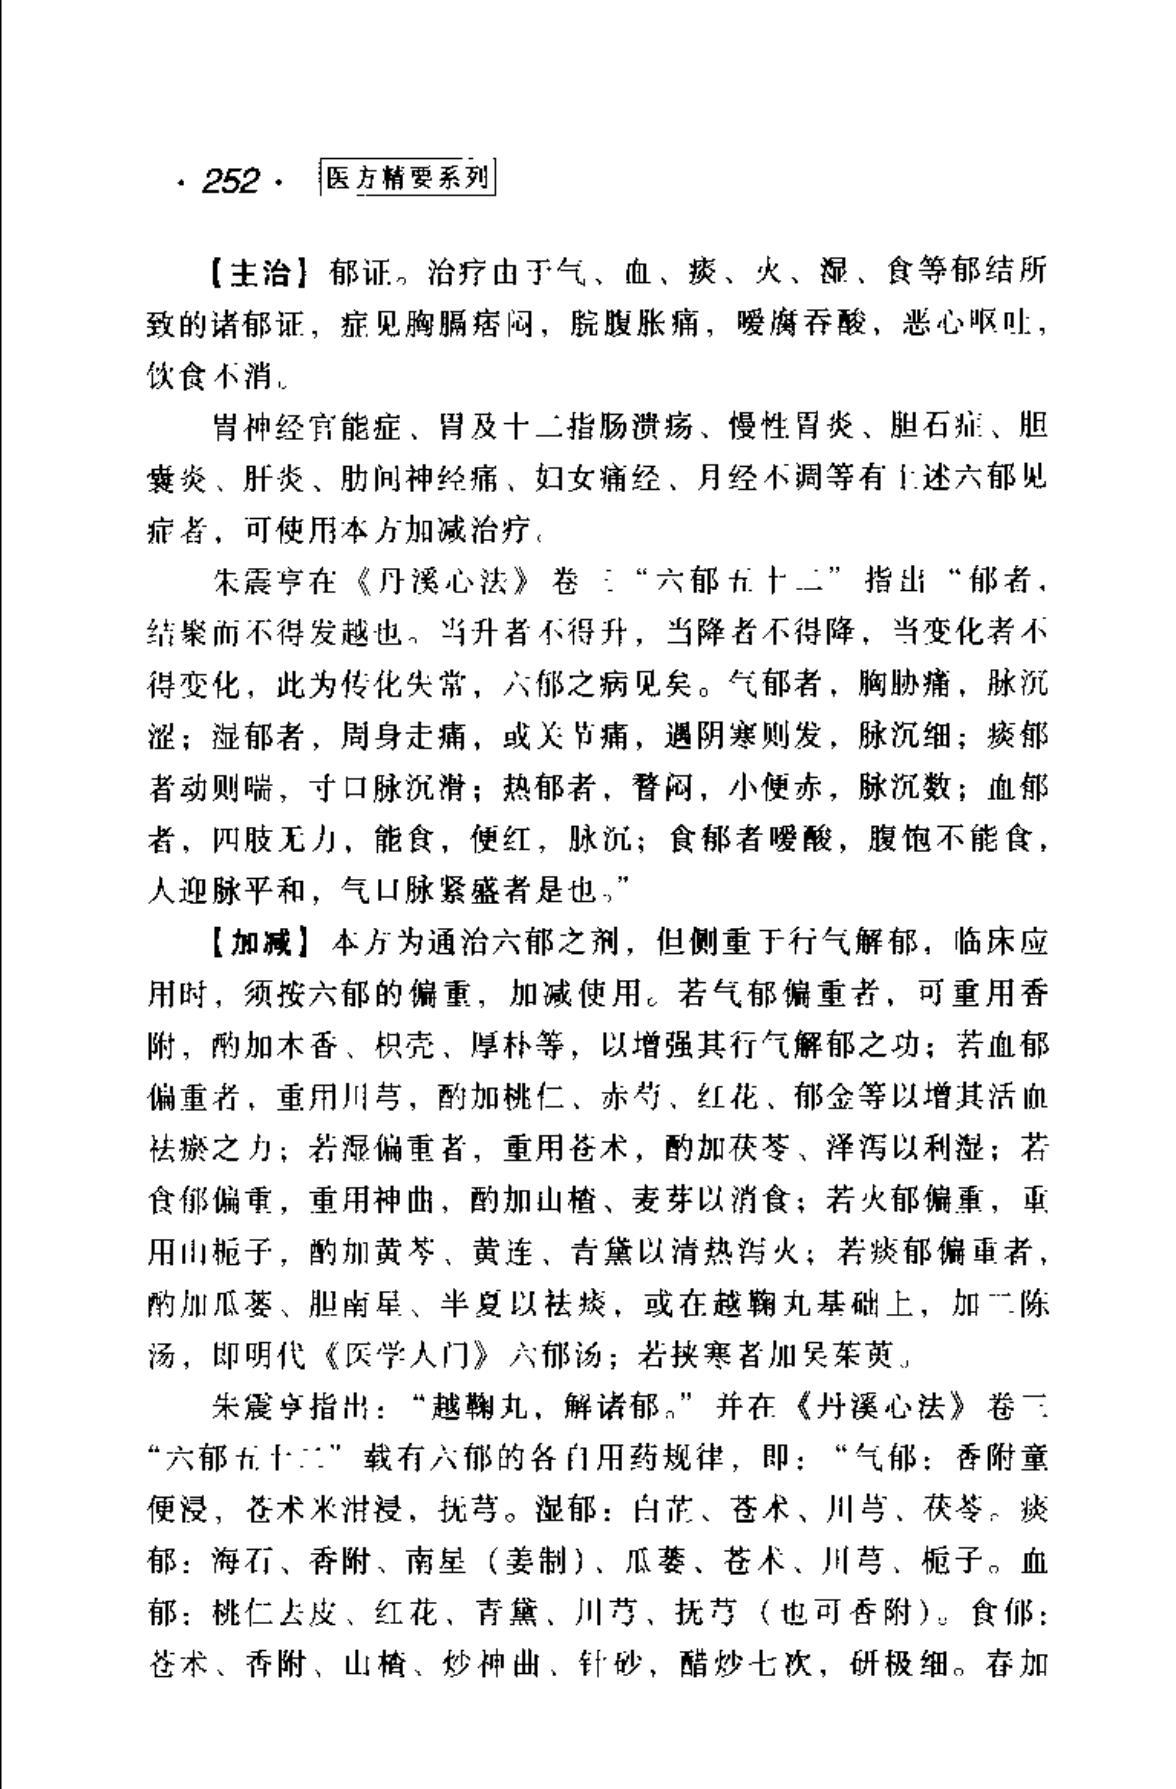 ·252· 医方精要系列
【主治】郁证。治疗由于气、血、痰、火、湿、食等郁结所
致的诸郁证，症见胸膈痞闷，脘腹胀痛，嗳腐吞酸，恶心呕吐，
饮食不消。
胃神经官能症、胃及十二指肠溃疡、慢性胃炎、胆石症、胆
囊炎、肝炎、肋间神经痛、妇女痛经、月经不调等有上述六郁见
症者，可使用本方加减治疗。
朱震亨在《丹溪心法》卷三“六郁五十二”指出“郁者，
结聚而不得发越也。当升者不得升，当降者不得降，当变化者不
得变化，此为传化失常，六郁之病见矣。气郁者，胸胁痛，脉沉
涩；湿郁者，周身走痛，或关节痛，遇阴寒则发，脉沉细；痰郁
者动则喘，寸口脉沉滑；热郁者，瞀闷，小便赤，脉沉数；血郁
者，四肢无力，能食，便红，脉沉；食郁者嗳酸，腹饱不能食，
人迎脉平和，气口脉紧盛者是也。”
【加减】本方为通治六郁之剂，但侧重于行气解郁，临床应
用时，须按六郁的偏重，加减使用。若气郁偏重者，可重用香
附，酌加木香、枳壳、厚朴等，以增强其行气解郁之功；若血郁
偏重者，重用川芎，酌加桃仁、赤芍、红花、郁金等以增其活血
祛瘀之力；若湿偏重者，重用苍术，酌加茯苓、泽泻以利湿；若
食郁偏重，重用神曲，酌加山楂、麦芽以消食；若火郁偏重，重
用山栀子，酌加黄芩、黄连、青黛以清热泻火；若痰郁偏重者，
酌加瓜蒌、胆南星、半夏以祛痰，或在越鞠丸基础上，加二陈
汤，即明代《医学入门》六郁汤；若挟寒者加吴茱萸。
朱震亨指出：“越鞠丸，解诸郁。”并在《丹溪心法》卷三
“六郁五十二”载有六郁的各自用药规律，即：“气郁：香附童
便浸，苍术米泔浸，抚芎。湿郁：白芷、苍术、川芎、茯苓。痰
郁：海石、香附、南星（姜制）、瓜蒌、苍术、川芎、栀子。血
郁：桃仁去皮、红花、青黛、川芎、抚芎（也可香附）。食郁：
苍术、香附、山楂、炒神曲、针砂，醋炒七次，研极细。春加